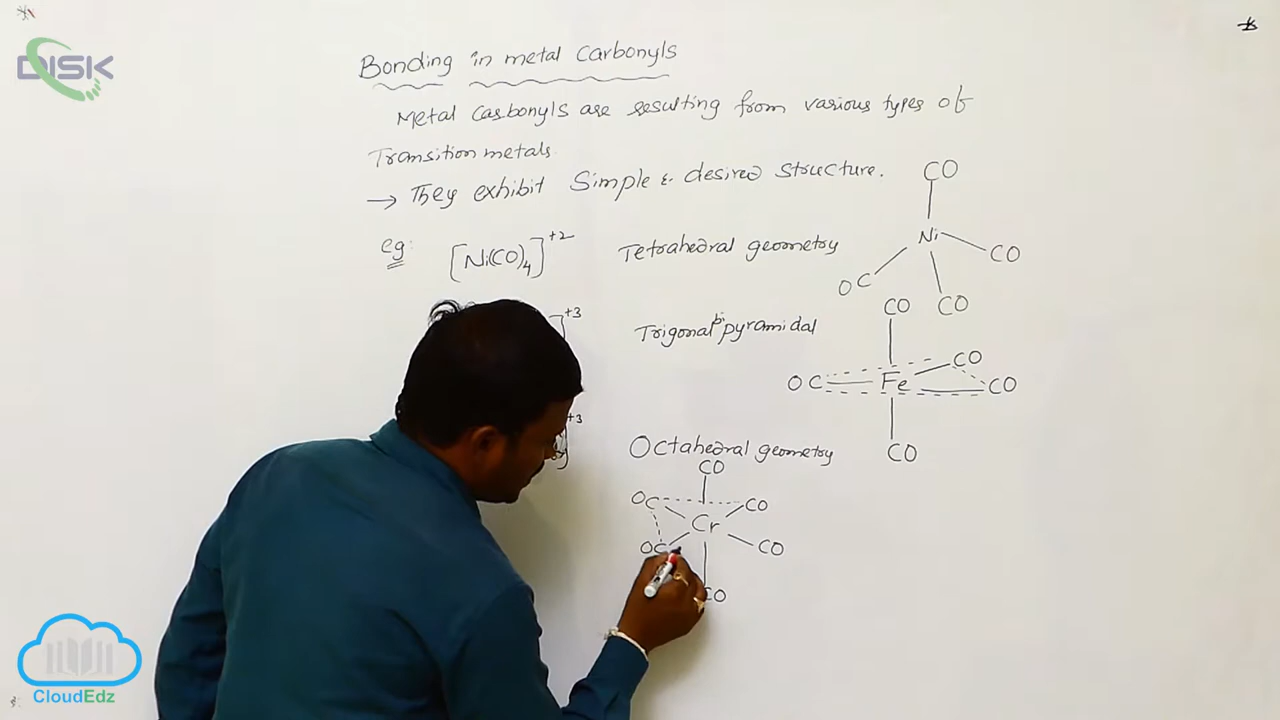 DISK
Bonding in metal Carbonyls
Metal Carbonyls are resulting from various types of
Transition metals.
→ They exhibit Simple & desired structure.
eg: [Ni(CO)4]+2 Tetrahedral geometry
CO
Ni
CO
OC
CO
+3 Trigonal bi pyramidal
CO
CO
OC Fe CO
CO
+3 Octahedral geometry
CO
OC CO
Cr
OC CO
CO
CloudEdz